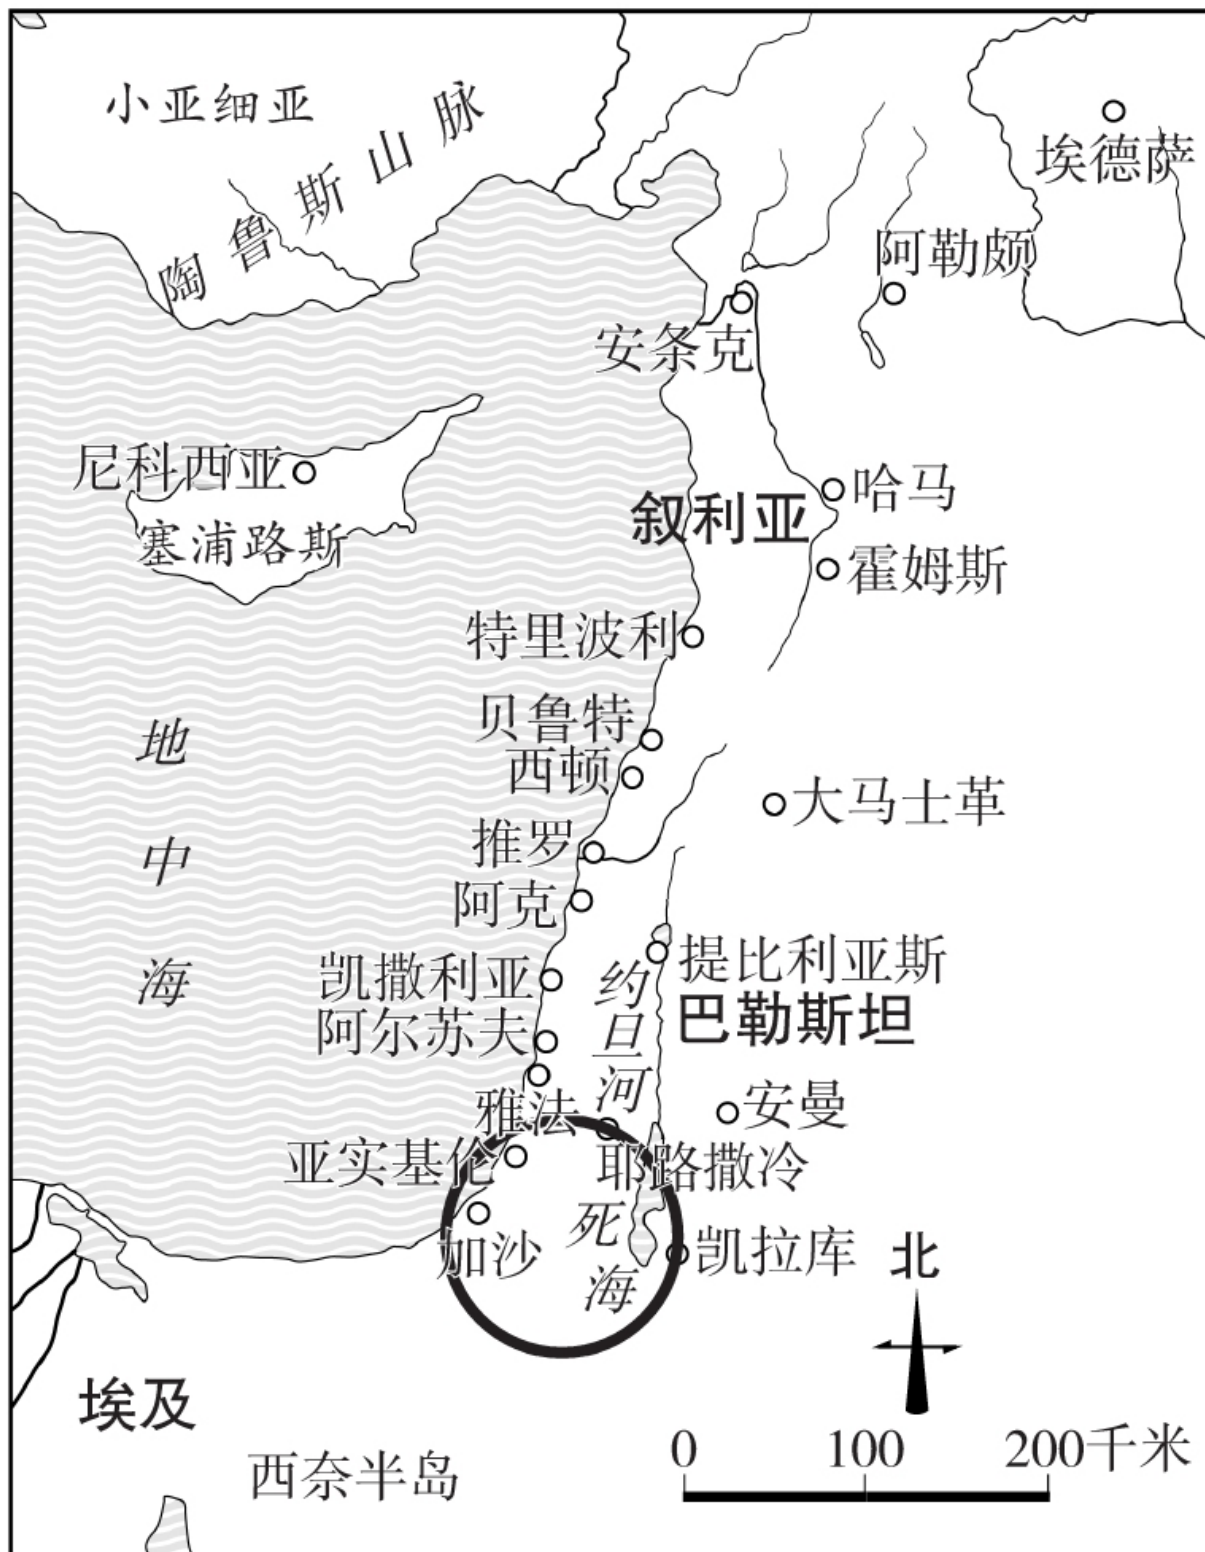 小亚细亚
陶鲁斯山脉
埃德萨
阿勒颇
安条克
尼科西亚
塞浦路斯
哈马
叙利亚
霍姆斯
特里波利
贝鲁特
西顿
大马士革
推罗
阿克
地中海
提比利亚斯
凯撒利亚
约旦河
巴勒斯坦
阿尔苏夫
雅法
安曼
亚实基伦
耶路撒冷
加沙
死海
凯拉库
北
埃及
西奈半岛
0 100 200千米